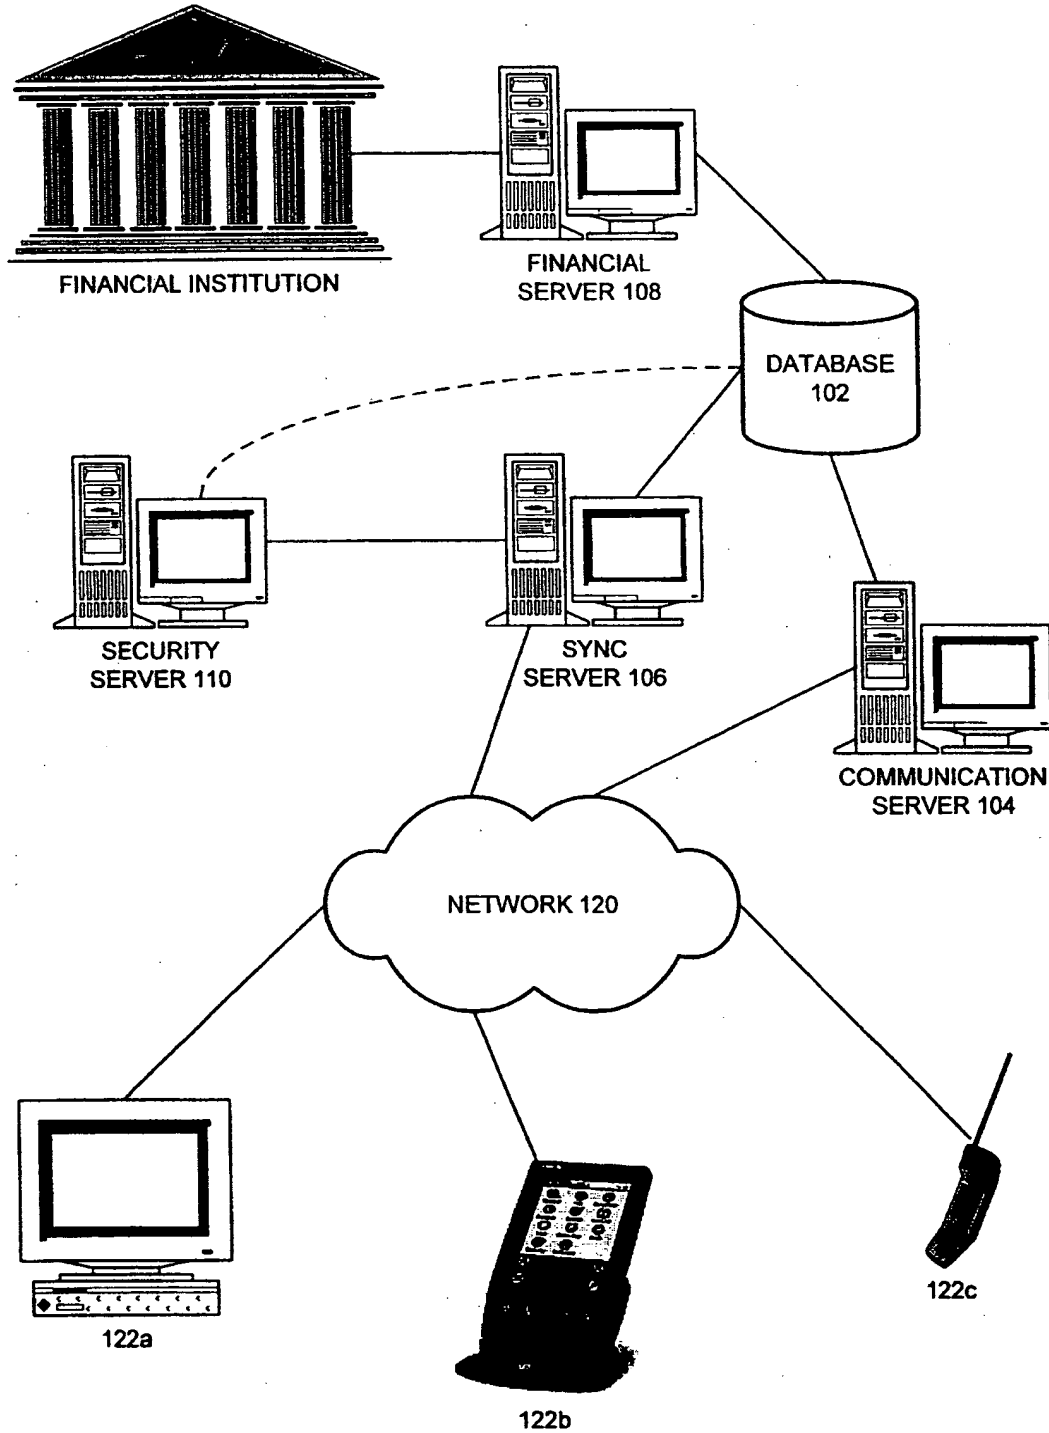 FINANCIAL INSTITUTION
FINANCIAL
SERVER 108
DATABASE
102
SECURITY
SERVER 110
SYNC
SERVER 106
COMMUNICATION
SERVER 104
NETWORK 120
122a
122b
122c